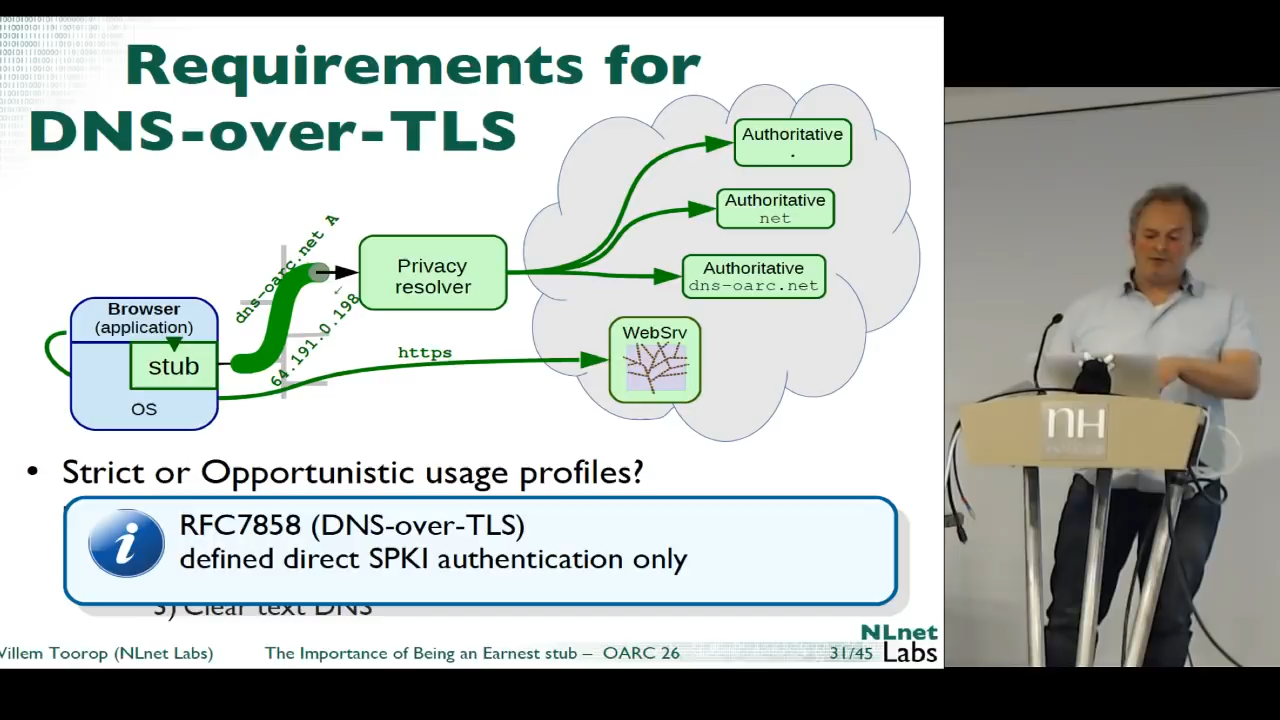 Requirements for
DNS-over-TLS
Authoritative
.
Authoritative
net
Authoritative
dns-oarc.net
dns-oarc.net A
Privacy
resolver
64.191.0.198
Browser
(application)
stub
OS
https
WebSrv
• Strict or Opportunistic usage profiles?
i
RFC7858 (DNS-over-TLS)
defined direct SPKI authentication only
3) Clear text DNS
Villem Toorop (NLnet Labs)
The Importance of Being an Earnest stub – OARC 26
31/45
NLnet
Labs
nH